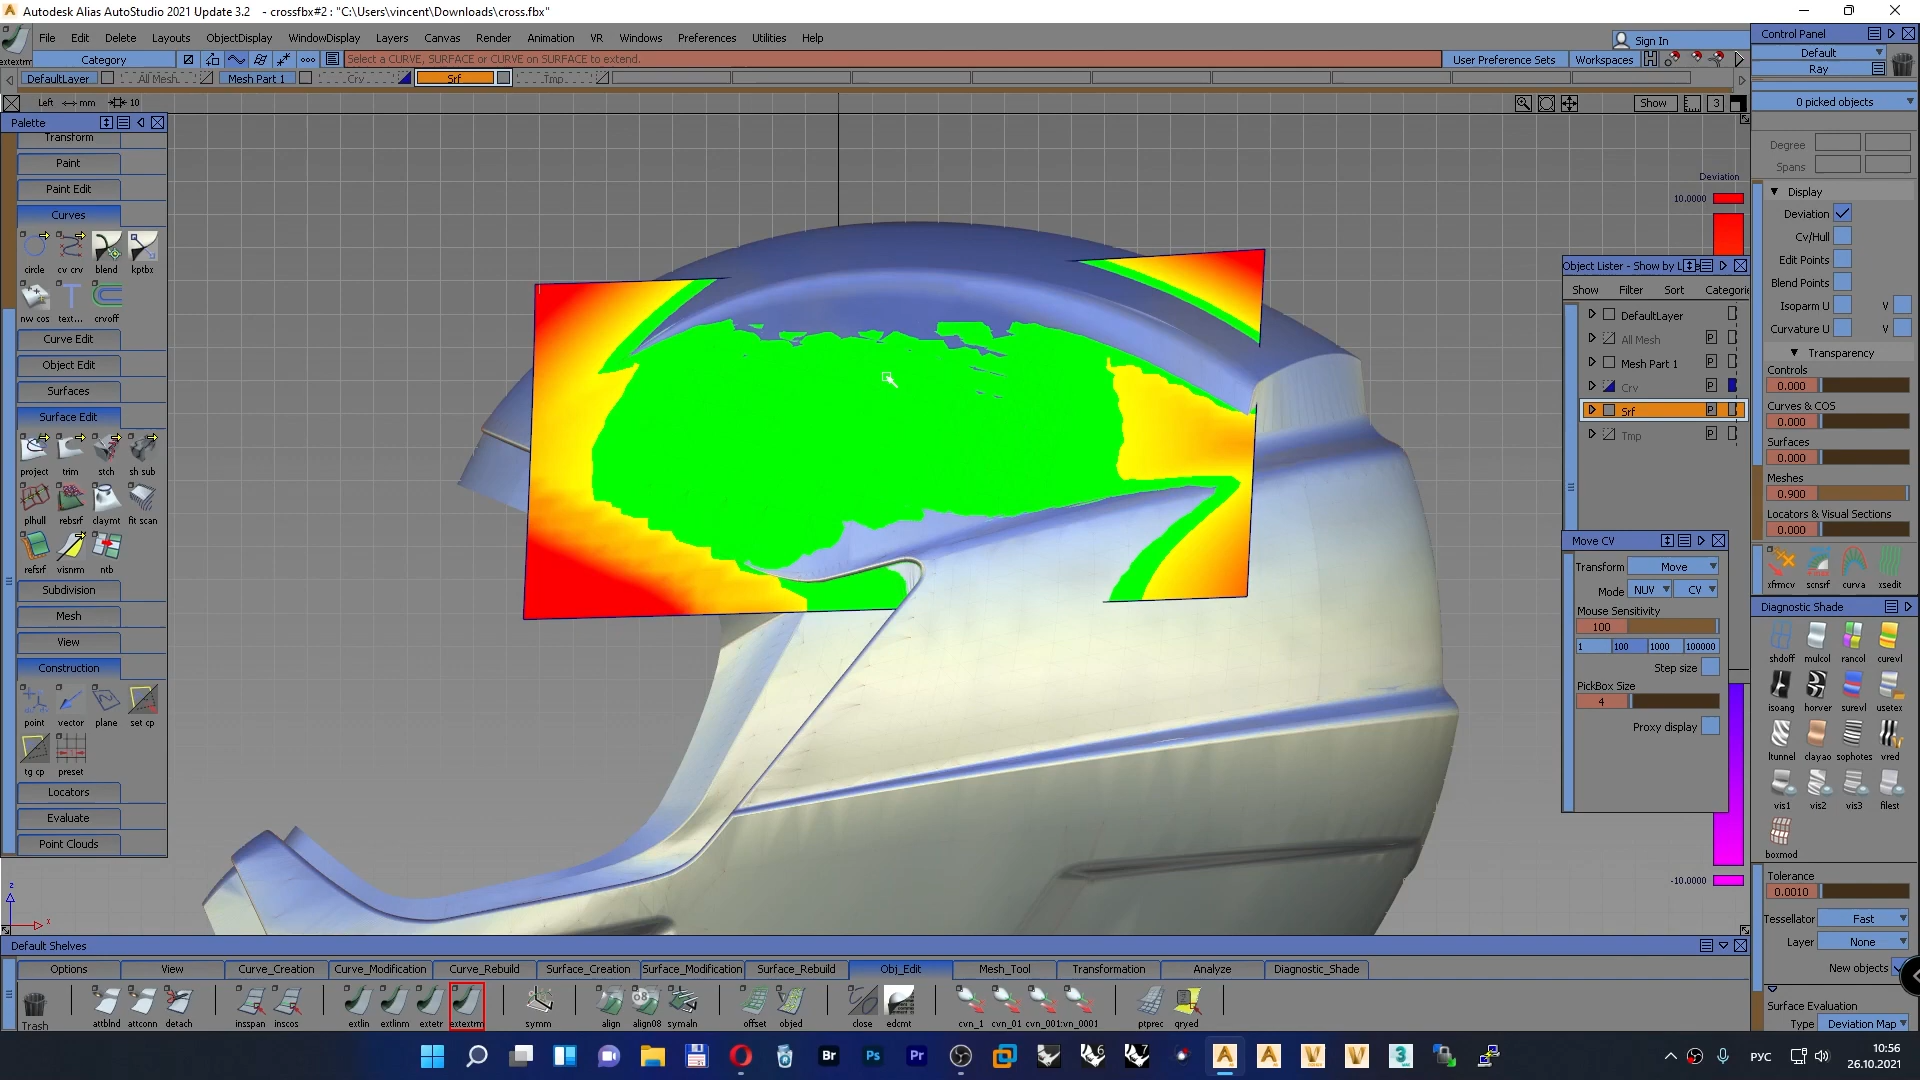 Autodesk Alias AutoStudio 2021 Update 3.2 - crossfbx#2 : "C:\Users\vincent\Downloads\cross.fbx"
File Edit Delete Layouts ObjectDisplay WindowDisplay Layers Canvas Render Animation VR Windows Preferences Utilities Help
Sign In
Category
Select a CURVE, SURFACE or CURVE on SURFACE to extend.
User Preference Sets
Workspaces
DefaultLayer
All Mesh
Mesh Part 1
Crv
Srf
Tmp
Left
mm
10
Show
3
Palette
Transform
Paint
Paint Edit
Curves
circle cv crv blend kptbx
nw cos text... crvoff
Curve Edit
Object Edit
Surfaces
Surface Edit
project trim stch sh sub
plhull rebsrf claymt fit scan
refsrf visnrm ntb
Subdivision
Mesh
View
Construction
point vector plane set cp
tg cp preset
Locators
Evaluate
Point Clouds
z
x
Deviation
10.0000
-10.0000
Object Lister - Show by L
Show Filter Sort Categorie
DefaultLayer
All Mesh P
Mesh Part 1 P
Crv P
Srf P
Tmp P
Move CV
Transform Move
Mode NUV CV
Mouse Sensitivity
100
1 100 1000 100000
Step size
PickBox Size
4
Proxy display
Control Panel
Default
Ray
0 picked objects
Degree
Spans
Display
Deviation
Cv/Hull
Edit Points
Blend Points
Isoparm U V
Curvature U V
Transparency
Controls
0.000
Curves & COS
0.000
Surfaces
0.000
Meshes
0.900
Locators & Visual Sections
0.000
xfrmcv scnsrf curva xsedit
Diagnostic Shade
shdoff mulcol rancol curevl
isoang horver surevl usetex
ltunnel clayao sophotes vred
vis1 vis2 vis3 filest
boxmod
Tolerance
0.0010
Tessellator Fast
Layer None
New objects
Surface Evaluation
Type Deviation Map
Default Shelves
Options View Curve_Creation Curve_Modification Curve_Rebuild Surface_Creation Surface_Modification Surface_Rebuild Obj_Edit Mesh_Tool Transformation Analyze Diagnostic_Shade
Trash attblnd attconn detach insspan inscos extlin extlinm extetr extextrm symm align align08 symaln offset objed close edcmt cvn_1 cvn_01 ptprec qryed
Br Ps Pr
РУС
10:56
26.10.2021